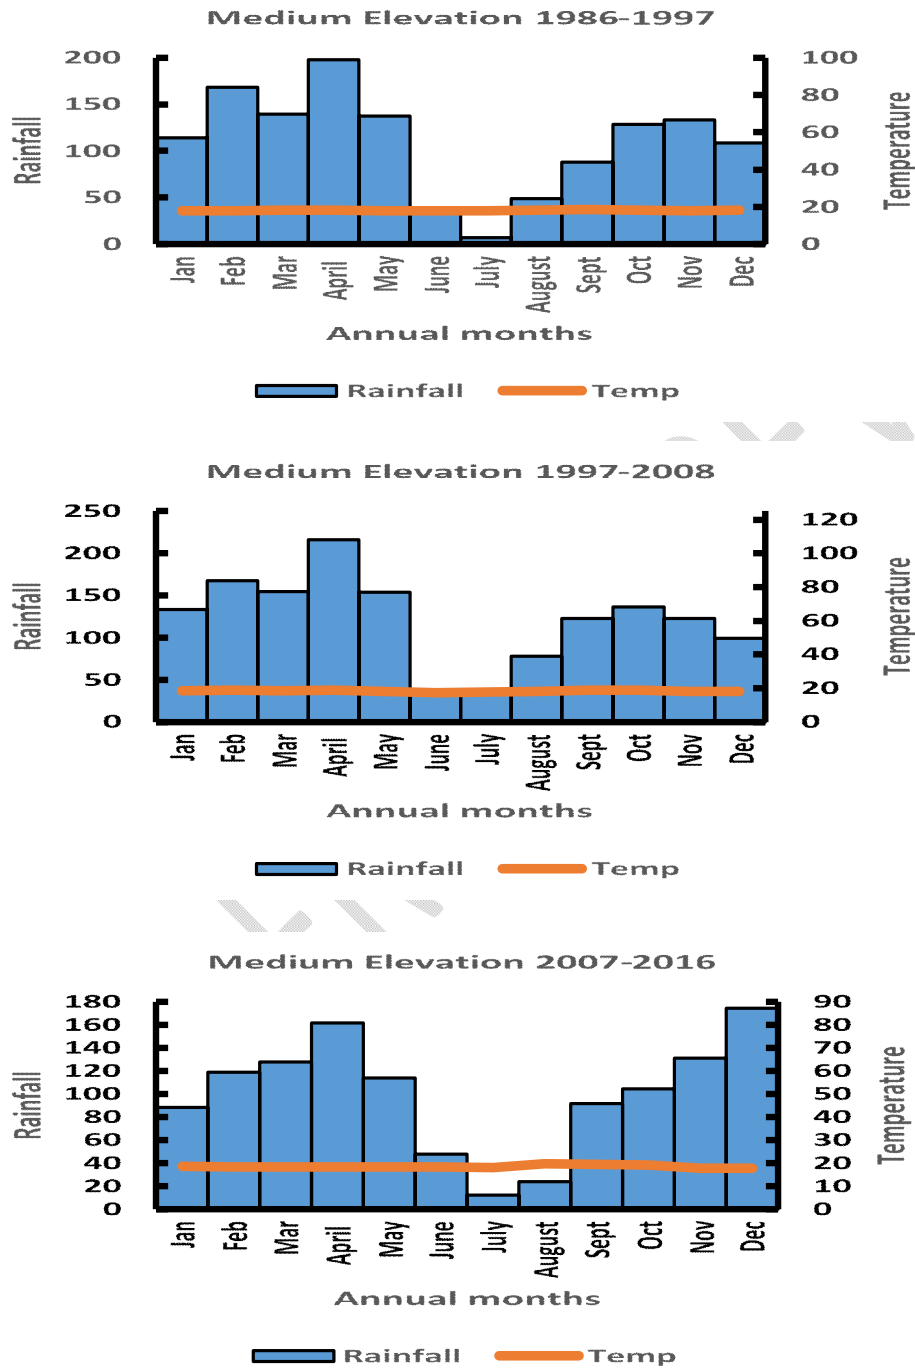 Medium Elevation 1986-1997
200
150
100
50
0
Rainfall
100
80
60
40
20
0
Temperature
Jan Feb Mar April May June July August Sept Oct Nov Dec
Annual months
Rainfall Temp
Medium Elevation 1997-2008
250
200
150
100
50
0
Rainfall
120
100
80
60
40
20
0
Temperature
Jan Feb Mar April May June July August Sept Oct Nov Dec
Annual months
Rainfall Temp
Medium Elevation 2007-2016
180
160
140
120
100
80
60
40
20
0
Rainfall
90
80
70
60
50
40
30
20
10
0
Temperature
Jan Feb Mar April May June July August Sept Oct Nov Dec
Annual months
Rainfall Temp